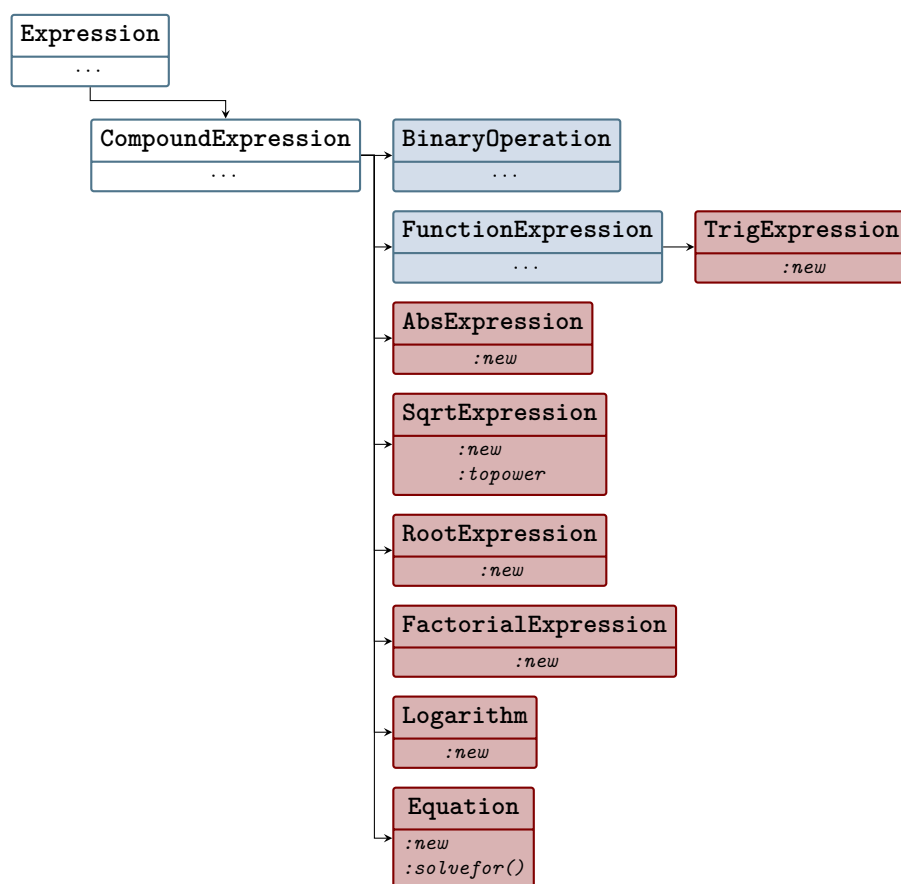 Expression
...
CompoundExpression
...
BinaryOperation
...
FunctionExpression
...
TrigExpression
:new
AbsExpression
:new
SqrtExpression
:new
:topower
RootExpression
:new
FactorialExpression
:new
Logarithm
:new
Equation
:new
:solvefor()